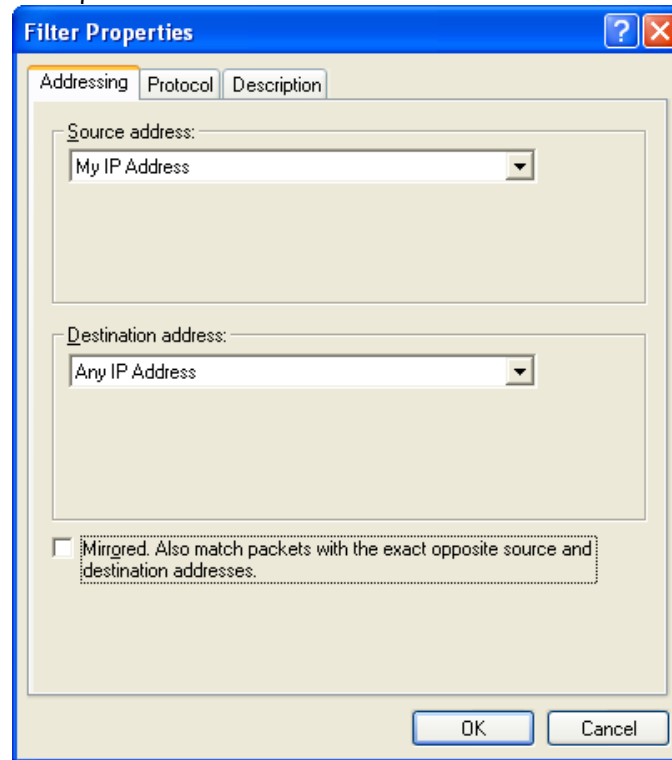 Filter Properties
Addressing Protocol Description
Source address:
My IP Address
Destination address:
Any IP Address
Mirrored. Also match packets with the exact opposite source and
destination addresses.
OK Cancel